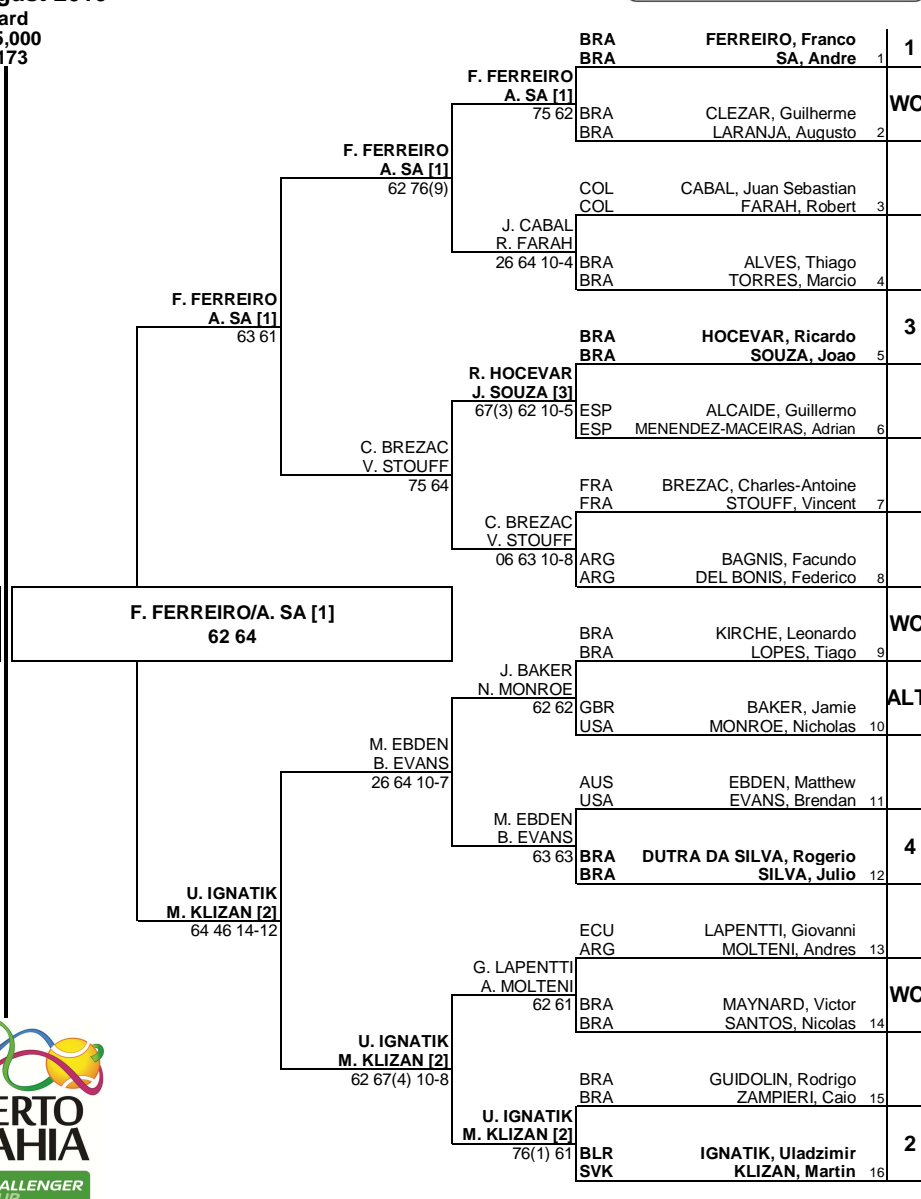 ard
5,000
173
BRA FERREIRO, Franco
BRA SA, Andre 1
1
F. FERREIRO
A. SA [1]
75 62
WC
BRA CLEZAR, Guilherme
BRA LARANJA, Augusto 2
F. FERREIRO
A. SA [1]
62 76(9)
COL CABAL, Juan Sebastian
COL FARAH, Robert 3
J. CABAL
R. FARAH
26 64 10-4
BRA ALVES, Thiago
BRA TORRES, Marcio 4
F. FERREIRO
A. SA [1]
63 61
BRA HOCEVAR, Ricardo
BRA SOUZA, Joao 5
3
R. HOCEVAR
J. SOUZA [3]
67(3) 62 10-5
ESP ALCAIDE, Guillermo
ESP MENENDEZ-MACEIRAS, Adrian 6
C. BREZAC
V. STOUFF
75 64
FRA BREZAC, Charles-Antoine
FRA STOUFF, Vincent 7
C. BREZAC
V. STOUFF
06 63 10-8
ARG BAGNIS, Facundo
ARG DEL BONIS, Federico 8
F. FERREIRO/A. SA [1]
62 64
BRA KIRCHE, Leonardo
BRA LOPES, Tiago 9
WC
J. BAKER
N. MONROE
62 62
GBR BAKER, Jamie
USA MONROE, Nicholas 10
ALT
M. EBDEN
B. EVANS
26 64 10-7
AUS EBDEN, Matthew
USA EVANS, Brendan 11
M. EBDEN
B. EVANS
63 63
BRA DUTRA DA SILVA, Rogerio
BRA SILVA, Julio 12
4
U. IGNATIK
M. KLIZAN [2]
64 46 14-12
ECU LAPENTTI, Giovanni
ARG MOLTENI, Andres 13
G. LAPENTTI
A. MOLTENI
62 61
WC
BRA MAYNARD, Victor
BRA SANTOS, Nicolas 14
U. IGNATIK
M. KLIZAN [2]
62 67(4) 10-8
BRA GUIDOLIN, Rodrigo
BRA ZAMPIERI, Caio 15
U. IGNATIK
M. KLIZAN [2]
76(1) 61
BLR IGNATIK, Uladzimir
SVK KLIZAN, Martin 16
2
ERTO
AHIA
ALLENGER